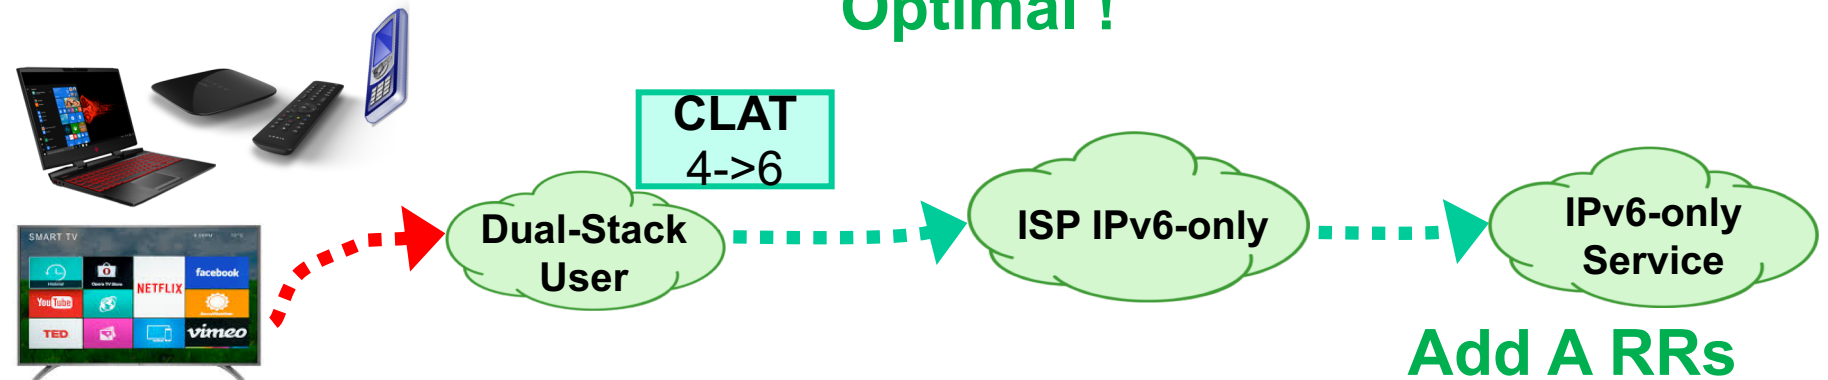 Optimal !
CLAT
4->6
Dual-Stack
User
ISP IPv6-only
IPv6-only
Service
Add A RRs
SMART TV
facebook
NETFLIX
YouTube
TED
vimeo